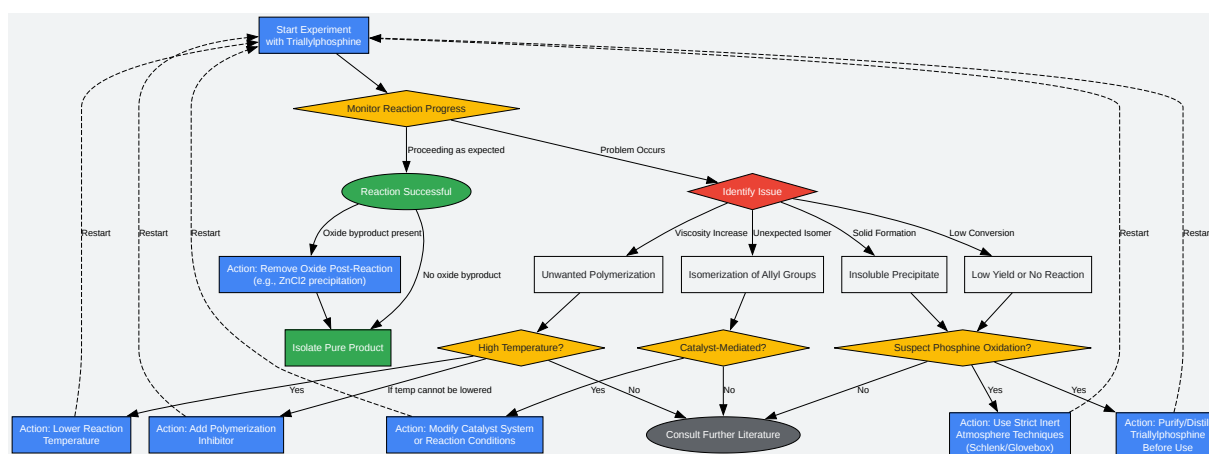 Start Experiment
with Triallylphosphine
Monitor Reaction Progress
Proceeding as expected
Problem Occurs
Reaction Successful
Identify Issue
Restart
Restart
Restart
Oxide byproduct present
Viscosity Increase
Unexpected Isomer
Solid Formation
Low Conversion
Restart
Action: Remove Oxide Post-Reaction
(e.g., ZnCl2 precipitation)
No oxide byproduct
Unwanted Polymerization
Isomerization of Allyl Groups
Insoluble Precipitate
Low Yield or No Reaction
Isolate Pure Product
High Temperature?
Catalyst-Mediated?
Suspect Phosphine Oxidation?
Yes
If temp cannot be lowered
Yes
No
No
No
Yes
Yes
Action: Lower Reaction
Temperature
Action: Add Polymerization
Inhibitor
Action: Modify Catalyst System
or Reaction Conditions
Consult Further Literature
Action: Use Strict Inert
Atmosphere Techniques
(Schlenk/Glovebox)
Action: Purify/Distil
Triallylphosphine
Before Use